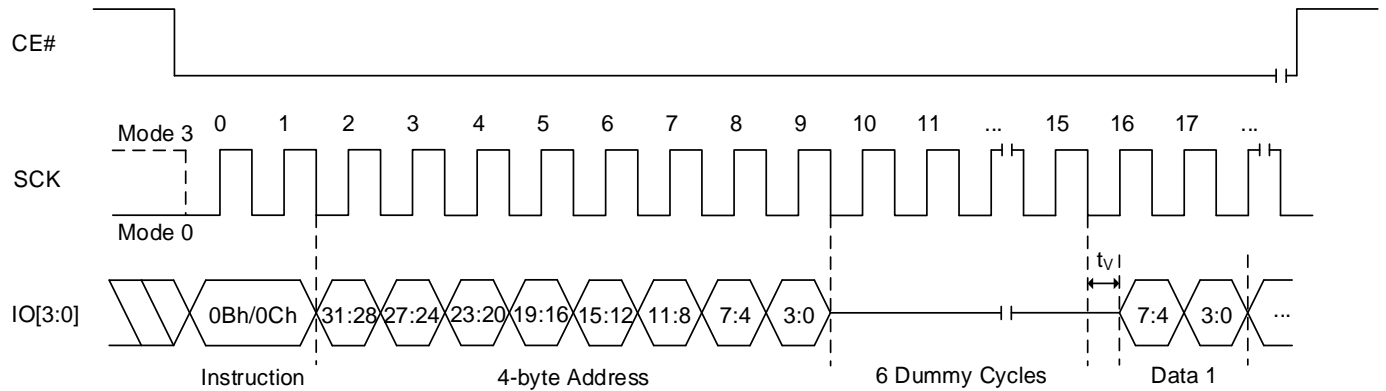 CE#
Mode 3 0 1 2 3 4 5 6 7 8 9 10 11 ... 15 16 17 ...
SCK
Mode 0
tV
IO[3:0] 0Bh/0Ch 31:28 27:24 23:20 19:16 15:12 11:8 7:4 3:0 7:4 3:0 ...
Instruction 4-byte Address 6 Dummy Cycles Data 1